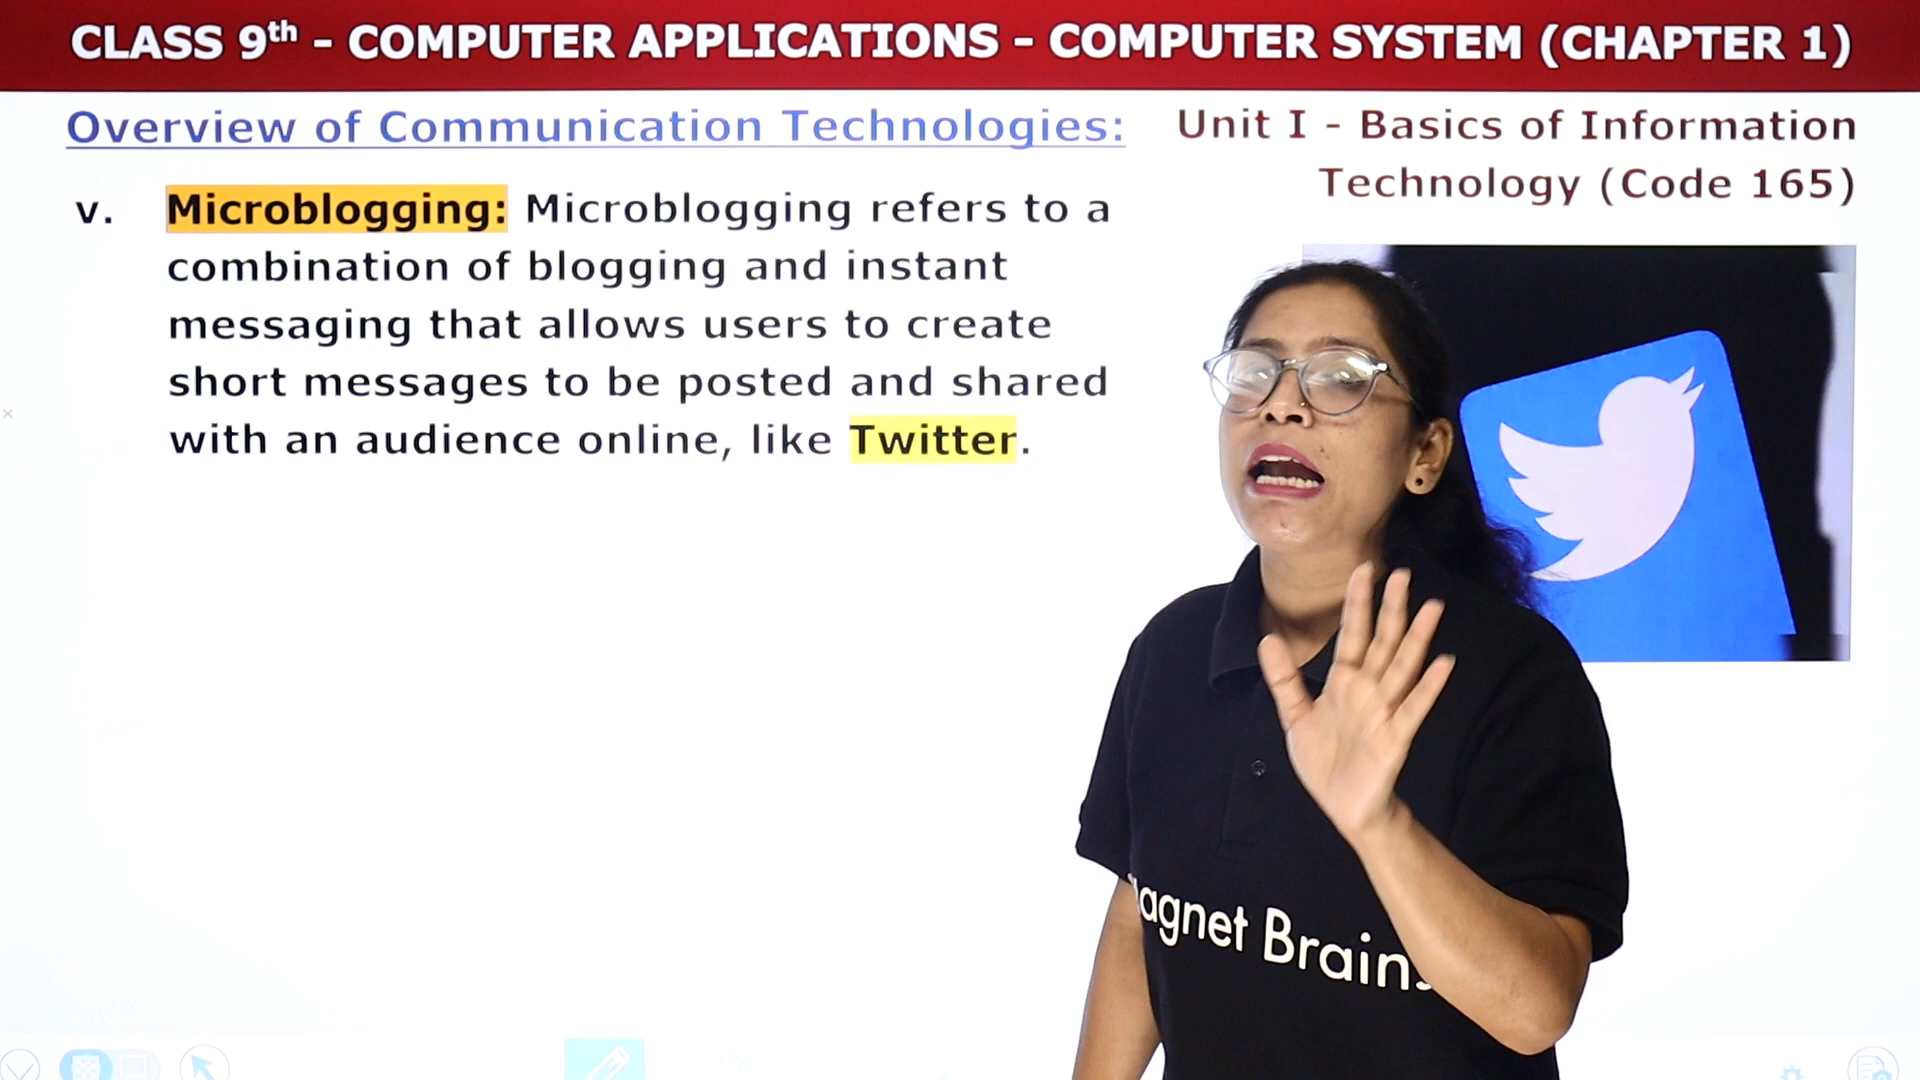 CLASS 9th - COMPUTER APPLICATIONS - COMPUTER SYSTEM (CHAPTER 1)
Overview of Communication Technologies:
Unit I - Basics of Information
Technology (Code 165)
v. Microblogging: Microblogging refers to a
combination of blogging and instant
messaging that allows users to create
short messages to be posted and shared
with an audience online, like Twitter.
agnet Brains